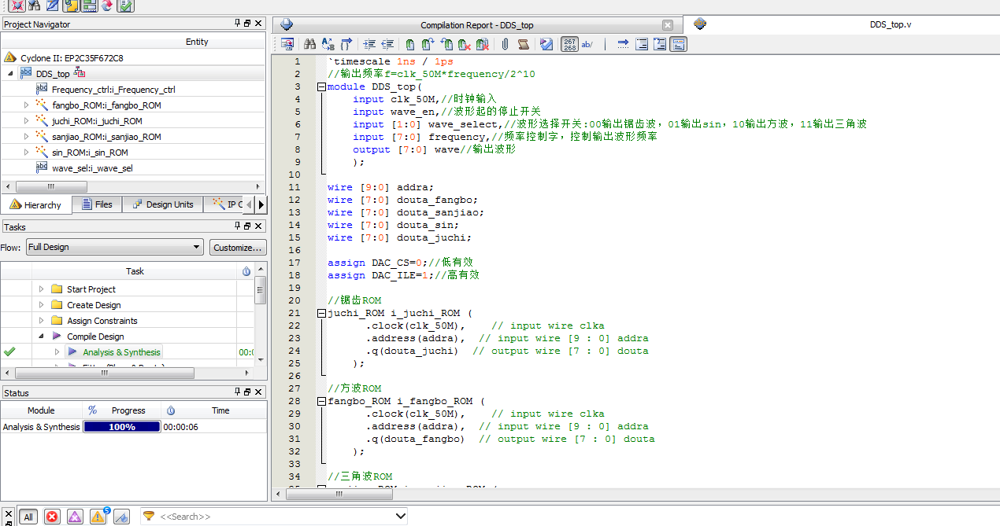 Project Navigator
Entity
Cyclone II: EP2C35F672C8
DDS_top
Frequency_ctrl:i_Frequency_ctrl
fangbo_ROM:i_fangbo_ROM
juchi_ROM:i_juchi_ROM
sanjiao_ROM:i_sanjiao_ROM
sin_ROM:i_sin_ROM
wave_sel:i_wave_sel
Hierarchy Files Design Units IP C
Tasks
Flow: Full Design Customize...
Task
Start Project
Create Design
Assign Constraints
Compile Design
Analysis & Synthesis 00:0
Status
Module % Progress Time
Analysis & Synthesis 100% 00:00:06
Compilation Report - DDS_top DDS_top.v
267 268 ab/
1 `timescale 1ns / 1ps
2 //输出频率f=clk_50M*frequency/2^10
3 module DDS_top(
4 input clk_50M,//时钟输入
5 input wave_en,//波形起的停止开关
6 input [1:0] wave_select,//波形选择开关:00输出锯齿波，01输出sin，10输出方波，11输出三角波
7 input [7:0] frequency,//频率控制字，控制输出波形频率
8 output [7:0] wave//输出波形
9 );
10
11 wire [9:0] addra;
12 wire [7:0] douta_fangbo;
13 wire [7:0] douta_sanjiao;
14 wire [7:0] douta_sin;
15 wire [7:0] douta_juchi;
16
17 assign DAC_CS=0;//低有效
18 assign DAC_ILE=1;//高有效
19
20 //锯齿ROM
21 juchi_ROM i_juchi_ROM (
22 .clock(clk_50M), // input wire clka
23 .address(addra), // input wire [9 : 0] addra
24 .q(douta_juchi) // output wire [7 : 0] douta
25 );
26
27 //方波ROM
28 fangbo_ROM i_fangbo_ROM (
29 .clock(clk_50M), // input wire clka
30 .address(addra), // input wire [9 : 0] addra
31 .q(douta_fangbo) // output wire [7 : 0] douta
32 );
33
34 //三角波ROM
All 5 <<Search>>